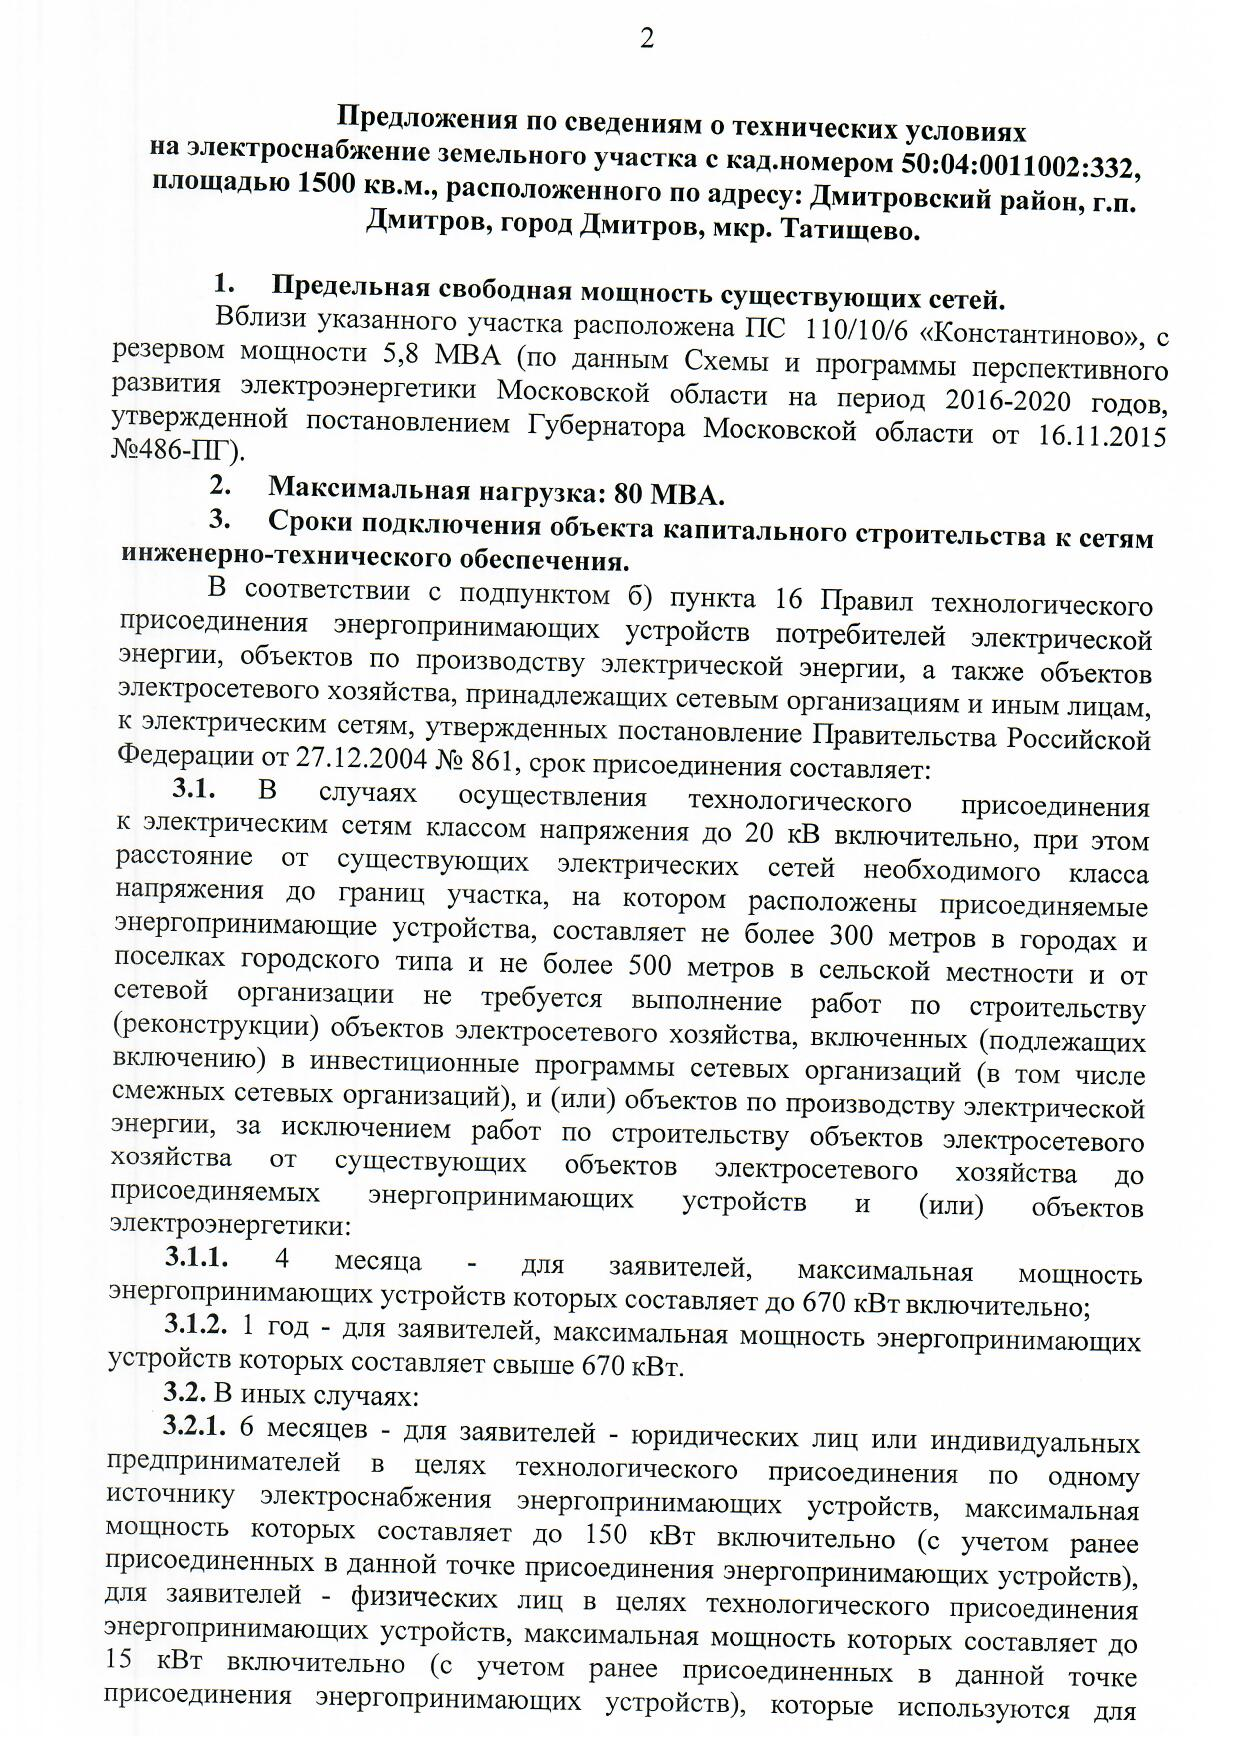 2
Предложения по сведениям о технических условиях
на электроснабжение земельного участка с кад.номером 50:04:0011002:332,
площадью 1500 кв.м., расположенного по адресу: Дмитровский район, г.п.
Дмитров, город Дмитров, мкр. Татищево.
1. Предельная свободная мощность существующих сетей.
Вблизи указанного участка расположена ПС 110/10/6 «Константиново», с
резервом мощности 5,8 МВА (по данным Схемы и программы перспективного
развития электроэнергетики Московской области на период 2016-2020 годов,
утвержденной постановлением Губернатора Московской области от 16.11.2015
№486-ПГ).
2. Максимальная нагрузка: 80 МВА.
3. Сроки подключения объекта капитального строительства к сетям
инженерно-технического обеспечения.
В соответствии с подпунктом б) пункта 16 Правил технологического
присоединения энергопринимающих устройств потребителей электрической
энергии, объектов по производству электрической энергии, а также объектов
электросетевого хозяйства, принадлежащих сетевым организациям и иным лицам,
к электрическим сетям, утвержденных постановление Правительства Российской
Федерации от 27.12.2004 № 861, срок присоединения составляет:
3.1. В случаях осуществления технологического присоединения
к электрическим сетям классом напряжения до 20 кВ включительно, при этом
расстояние от существующих электрических сетей необходимого класса
напряжения до границ участка, на котором расположены присоединяемые
энергопринимающие устройства, составляет не более 300 метров в городах и
поселках городского типа и не более 500 метров в сельской местности и от
сетевой организации не требуется выполнение работ по строительству
(реконструкции) объектов электросетевого хозяйства, включенных (подлежащих
включению) в инвестиционные программы сетевых организаций (в том числе
смежных сетевых организаций), и (или) объектов по производству электрической
энергии, за исключением работ по строительству объектов электросетевого
хозяйства от существующих объектов электросетевого хозяйства до
присоединяемых энергопринимающих устройств и (или) объектов
электроэнергетики:
3.1.1. 4 месяца - для заявителей, максимальная мощность
энергопринимающих устройств которых составляет до 670 кВт включительно;
3.1.2. 1 год - для заявителей, максимальная мощность энергопринимающих
устройств которых составляет свыше 670 кВт.
3.2. В иных случаях:
3.2.1. 6 месяцев - для заявителей - юридических лиц или индивидуальных
предпринимателей в целях технологического присоединения по одному
источнику электроснабжения энергопринимающих устройств, максимальная
мощность которых составляет до 150 кВт включительно (с учетом ранее
присоединенных в данной точке присоединения энергопринимающих устройств),
для заявителей - физических лиц в целях технологического присоединения
энергопринимающих устройств, максимальная мощность которых составляет до
15 кВт включительно (с учетом ранее присоединенных в данной точке
присоединения энергопринимающих устройств), которые используются для